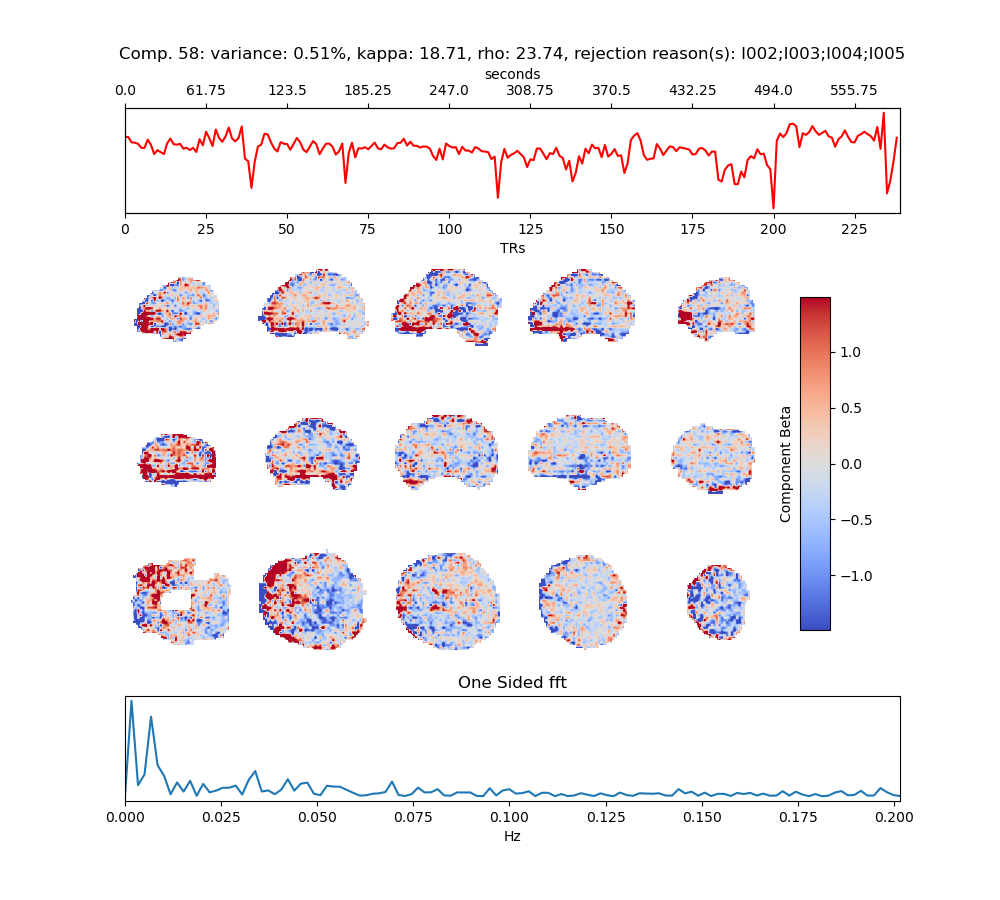 Comp. 58: variance: 0.51%, kappa: 18.71, rho: 23.74, rejection reason(s): I002;I003;I004;I005
seconds
0.0 61.75 123.5 185.25 247.0 308.75 370.5 432.25 494.0 555.75
0 25 50 75 100 125 150 175 200 225
TRs
1.0
0.5
0.0
−0.5
−1.0
Component Beta
One Sided fft
0.000 0.025 0.050 0.075 0.100 0.125 0.150 0.175 0.200
Hz